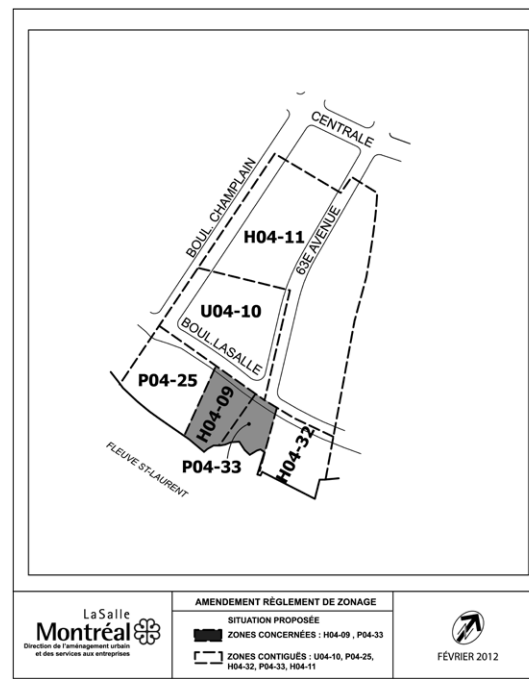 CENTRALE
BOUL. CHAMPLAIN
63E AVENUE
H04-11
U04-10
BOUL.LASALLE
P04-25
H04-09
P04-33
H04-32
FLEUVE ST-LAURENT
LaSalle
Montréal
Direction de l'aménagement urbain
et des services aux entreprises
AMENDEMENT RÈGLEMENT DE ZONAGE
SITUATION PROPOSÉE
ZONES CONCERNÉES : H04-09 , P04-33
ZONES CONTIGUËS : U04-10, P04-25,
H04-32, P04-33, H04-11
FÉVRIER 2012